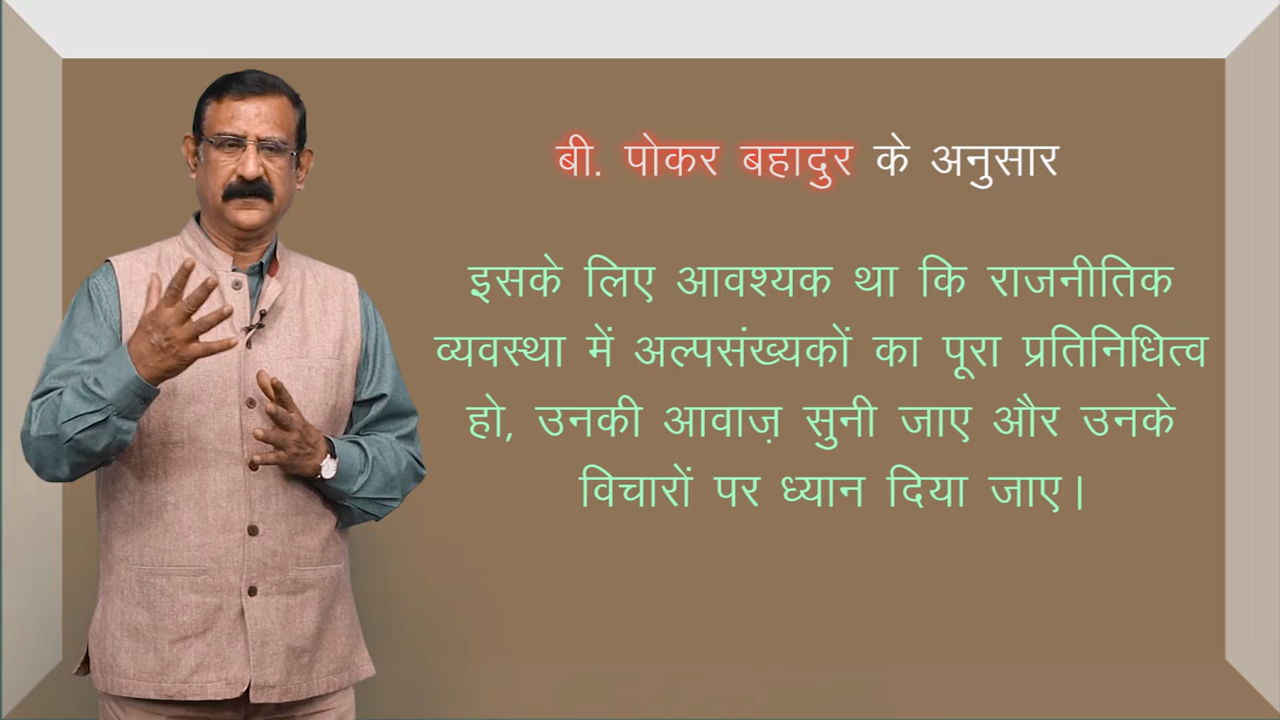 बी. पोकर बहादुर के अनुसार
इसके लिए आवश्यक था कि राजनीतिक
व्यवस्था में अल्पसंख्यकों का पूरा प्रतिनिधित्व
हो, उनकी आवाज़ सुनी जाए और उनके
विचारों पर ध्यान दिया जाए।